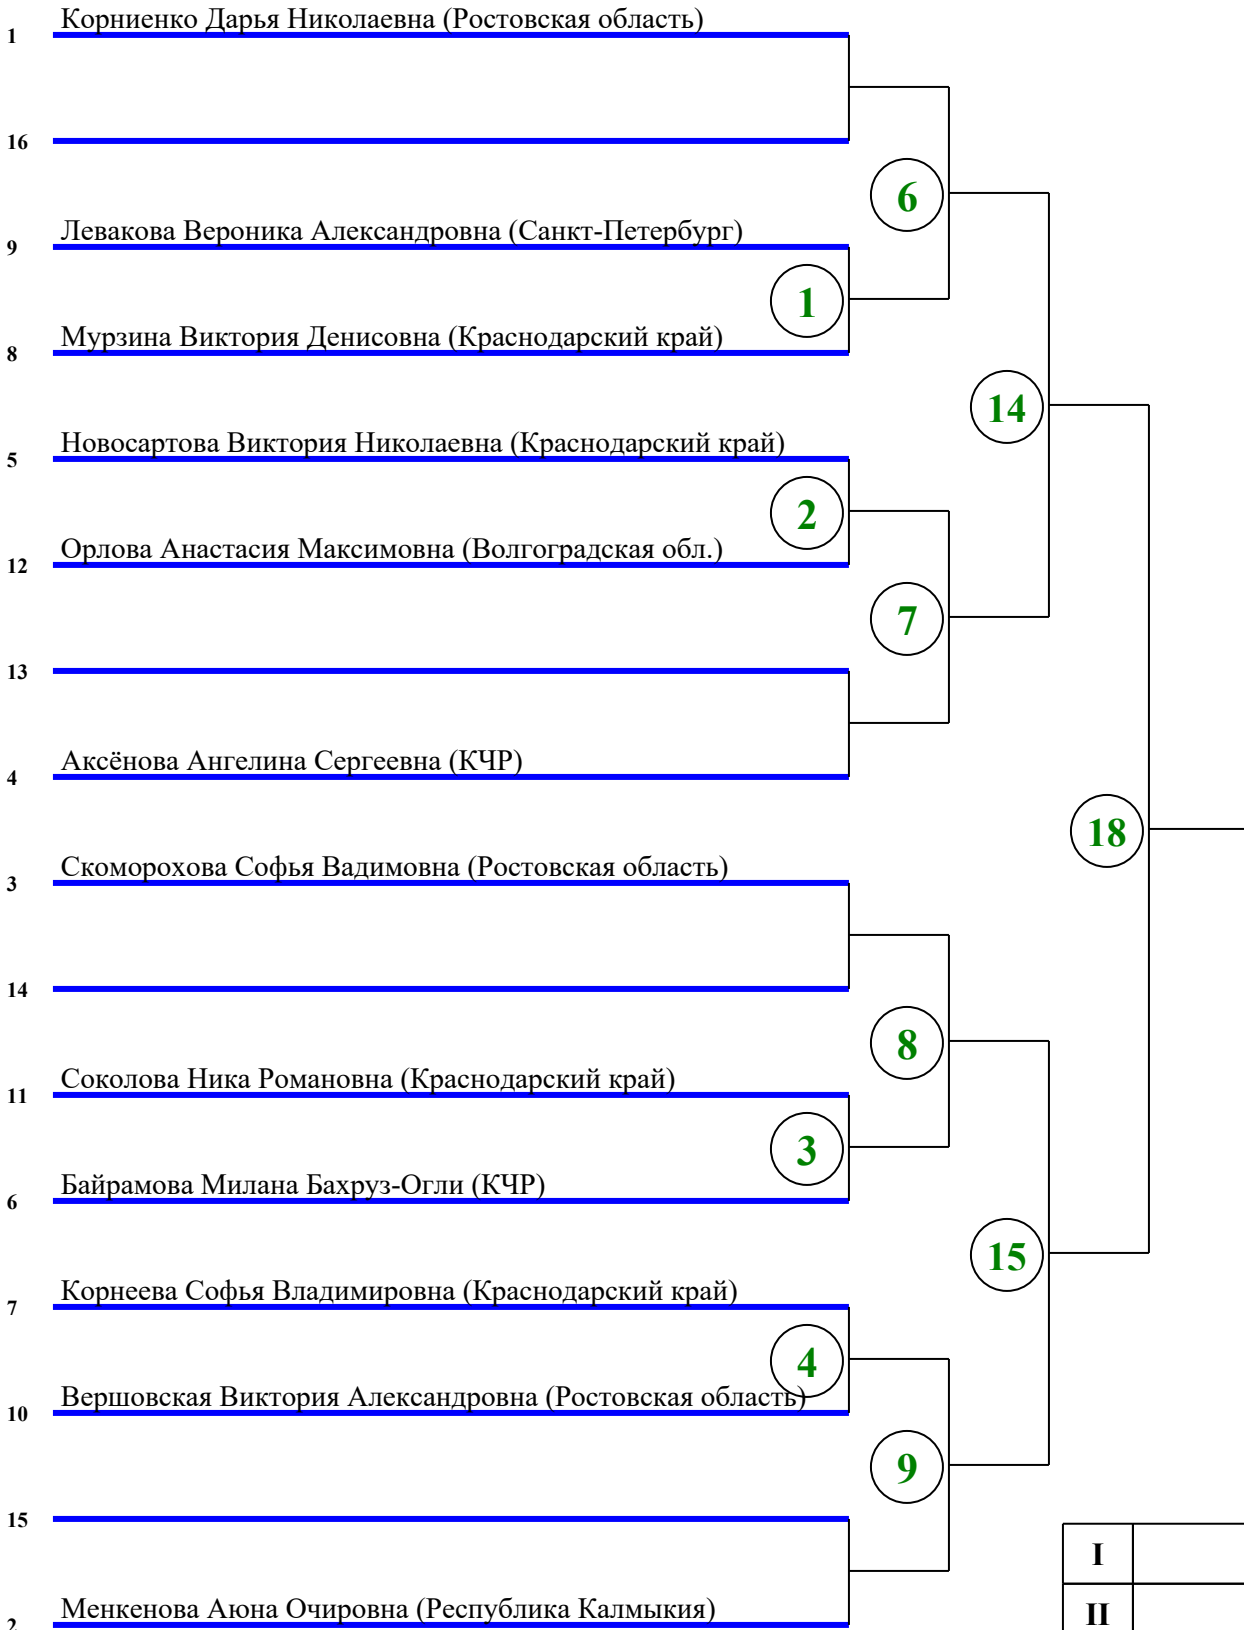 Корниенко Дарья Николаевна (Ростовская область)
1
16
6
Левакова Вероника Александровна (Санкт-Петербург)
9
1
Мурзина Виктория Денисовна (Краснодарский край)
8
14
Новосартова Виктория Николаевна (Краснодарский край)
5
2
Орлова Анастасия Максимовна (Волгоградская обл.)
12
7
13
Аксёнова Ангелина Сергеевна (КЧР)
4
18
Скоморохова Софья Вадимовна (Ростовская область)
3
14
8
Соколова Ника Романовна (Краснодарский край)
11
3
Байрамова Милана Бахруз-Огли (КЧР)
6
15
Корнеева Софья Владимировна (Краснодарский край)
7
4
Вершовская Виктория Александровна (Ростовская область)
10
9
15
I
Менкенова Аюна Очировна (Республика Калмыкия)
2
II